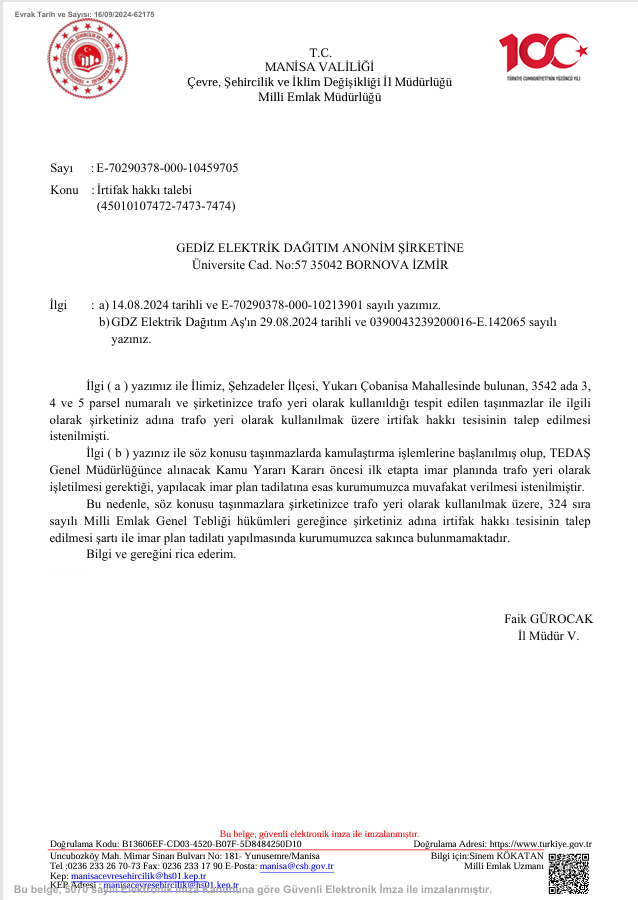 Evrak Tarih ve Sayısı: 16/09/2024-62175
100
TÜRKİYE CUMHURİYETİ'NİN YÜZÜNCÜ YILI
T.C.
MANİSA VALİLİĞİ
Çevre, Şehircilik ve İklim Değişikliği İl Müdürlüğü
Milli Emlak Müdürlüğü
Sayı : E-70290378-000-10459705
Konu : İrtifak hakkı talebi
(45010107472-7473-7474)
GEDİZ ELEKTRİK DAĞITIM ANONİM ŞİRKETİNE
Üniversite Cad. No:57 35042 BORNOVA İZMİR
İlgi : a) 14.08.2024 tarihli ve E-70290378-000-10213901 sayılı yazımız.
b)GDZ Elektrik Dağıtım Aş'ın 29.08.2024 tarihli ve 0390043239200016-E.142065 sayılı
yazınız.
İlgi ( a ) yazımız ile İlimiz, Şehzadeler İlçesi, Yukarı Çobanisa Mahallesinde bulunan, 3542 ada 3,
4 ve 5 parsel numaralı ve şirketinizce trafo yeri olarak kullanıldığı tespit edilen taşınmazlar ile ilgili
olarak şirketiniz adına trafo yeri olarak kullanılmak üzere irtifak hakkı tesisinin talep edilmesi
istenilmişti.
İlgi ( b ) yazınız ile söz konusu taşınmazlarda kamulaştırma işlemlerine başlanılmış olup, TEDAŞ
Genel Müdürlüğünce alınacak Kamu Yararı Kararı öncesi ilk etapta imar planında trafo yeri olarak
işletilmesi gerektiği, yapılacak imar plan tadilatına esas kurumumuzca muvafakat verilmesi istenilmiştir.
Bu nedenle, söz konusu taşınmazlara şirketinizce trafo yeri olarak kullanılmak üzere, 324 sıra
sayılı Milli Emlak Genel Tebliği hükümleri gereğince şirketiniz adına irtifak hakkı tesisinin talep
edilmesi şartı ile imar plan tadilatı yapılmasında kurumumuzca sakınca bulunmamaktadır.
Bilgi ve gereğini rica ederim.
Faik GÜROCAK
İl Müdür V.
Bu belge, güvenli elektronik imza ile imzalanmıştır.
Doğrulama Kodu: B13606EF-CD03-4520-B07F-5D8484250D10 Doğrulama Adresi: https://www.turkiye.gov.tr
Uncubozköy Mah. Mimar Sinan Bulvarı No: 181- Yunusemre/Manisa Bilgi için:Sinem KÖKATAN
Tel :0236 233 26 70-73 Fax: 0236 233 17 90 E-Posta: manisa@csb.gov.tr Milli Emlak Uzmanı
Kep: manisacevresehircilik@hs01.kep.tr
KEP Adresi : manisacevresehircilik@hs01.kep.tr
Bu belge, 5070 sayılı Elektronik İmza Kanununa göre Güvenli Elektronik İmza ile imzalanmıştır.